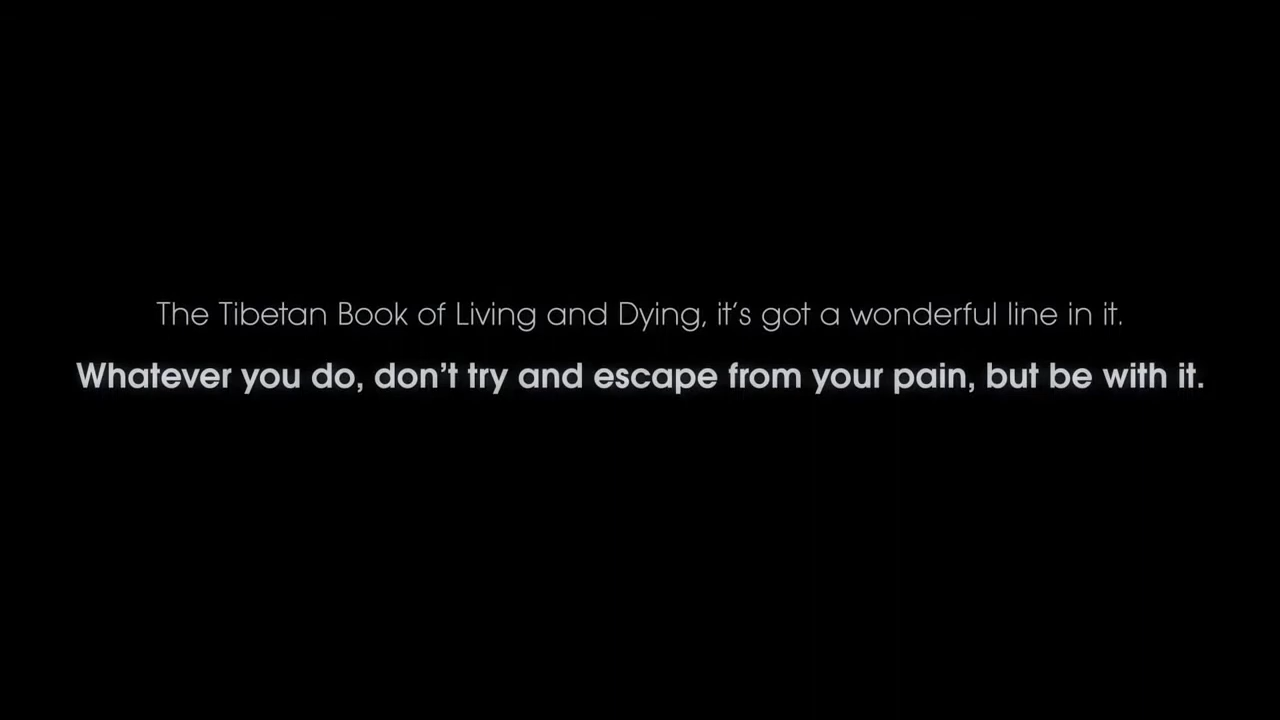 The Tibetan Book of Living and Dying, it‘s got a wonderful line in it.
Whatever you do, don’t try and escape from your pain, but be with it.